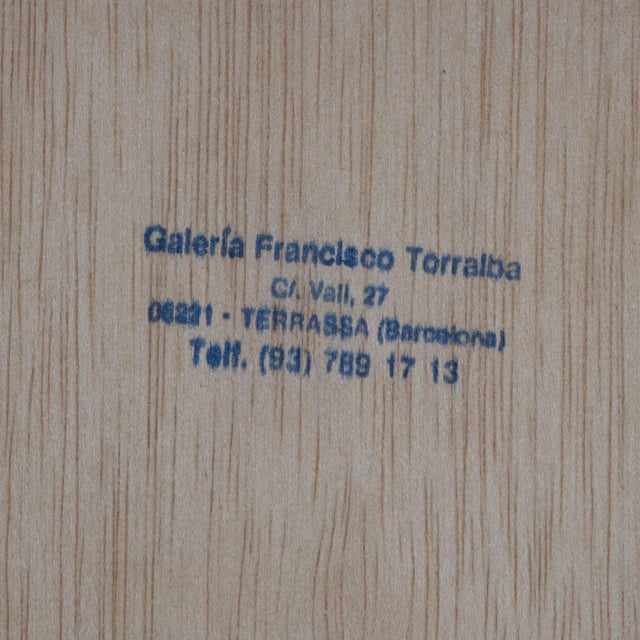 Galería Francisco Torralba
C/. Vall, 27
08221 - TERRASSA (Barcelona)
Telf. (93) 789 17 13